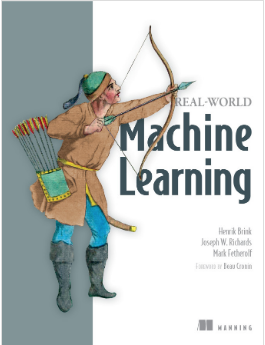 REAL-WORLD
Machine
Learning
Henrik Brink
Joseph W. Richards
Mark Fetherolf
FOREWORD BY Beau Cronin
MANNING